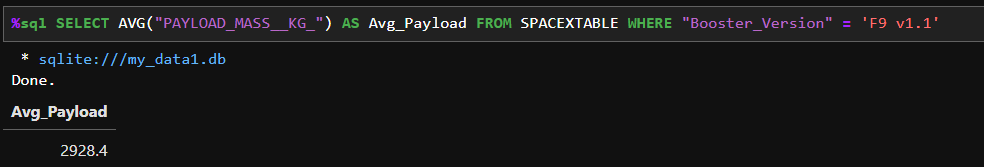 %sql SELECT AVG("PAYLOAD_MASS__KG_") AS Avg_Payload FROM SPACEXTABLE WHERE "Booster_Version" = 'F9 v1.1'
* sqlite:///my_data1.db
Done.
Avg_Payload
2928.4